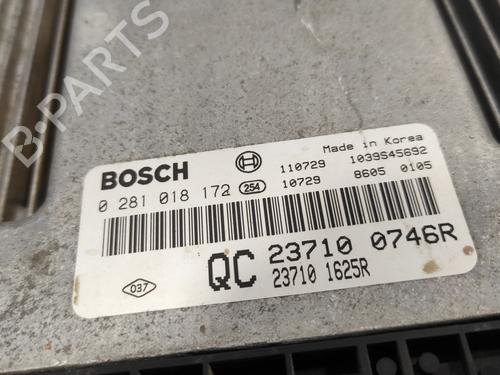 B-PARTS
BOSCH
Made in Korea
110729 1039S45692
0 281 018 172 254 10729 8605 0105
QC 23710 0746R
037 23710 1625R